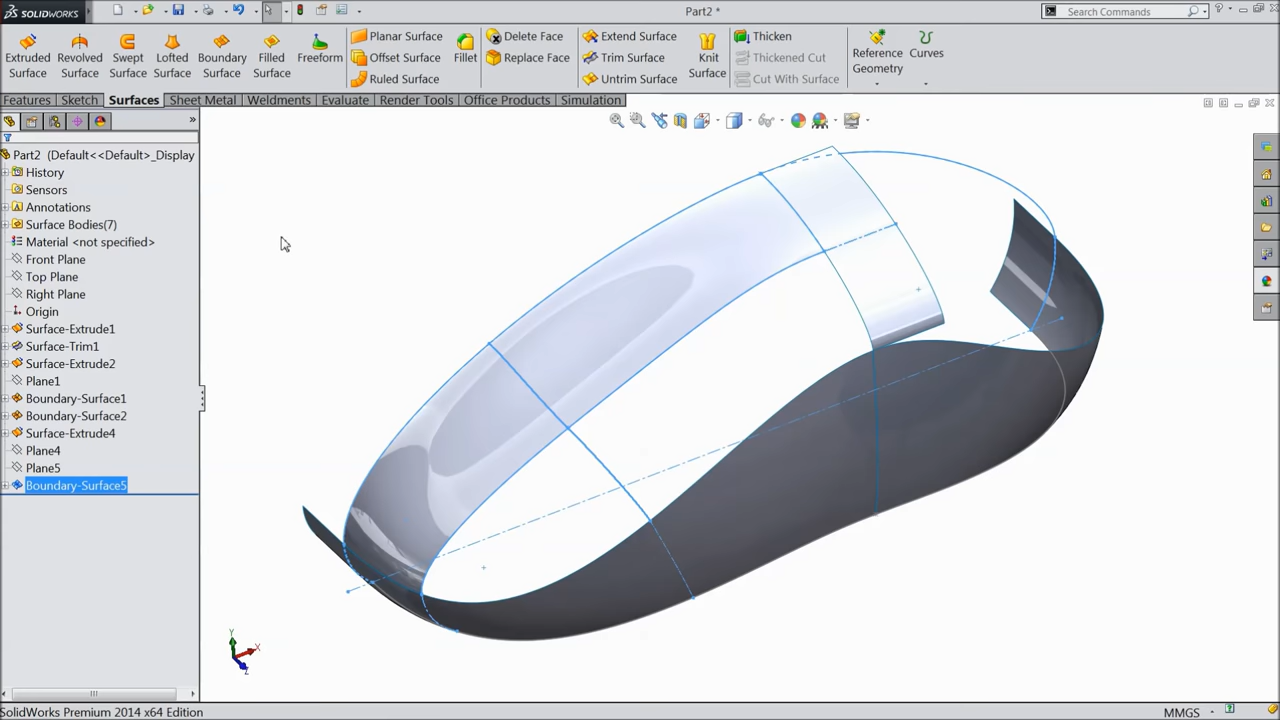 SOLIDWORKS
Part2 *
Search Commands
Extruded Surface
Revolved Surface
Swept Surface
Lofted Surface
Boundary Surface
Filled Surface
Freeform
Planar Surface
Offset Surface
Ruled Surface
Fillet
Delete Face
Replace Face
Extend Surface
Trim Surface
Untrim Surface
Knit Surface
Thicken
Thickened Cut
Cut With Surface
Reference Geometry
Curves
Features Sketch Surfaces Sheet Metal Weldments Evaluate Render Tools Office Products Simulation
Part2 (Default<<Default>_Display
History
Sensors
Annotations
Surface Bodies(7)
Material <not specified>
Front Plane
Top Plane
Right Plane
Origin
Surface-Extrude1
Surface-Trim1
Surface-Extrude2
Plane1
Boundary-Surface1
Boundary-Surface2
Surface-Extrude4
Plane4
Plane5
Boundary-Surface5
Y
X
Z
SolidWorks Premium 2014 x64 Edition
MMGS